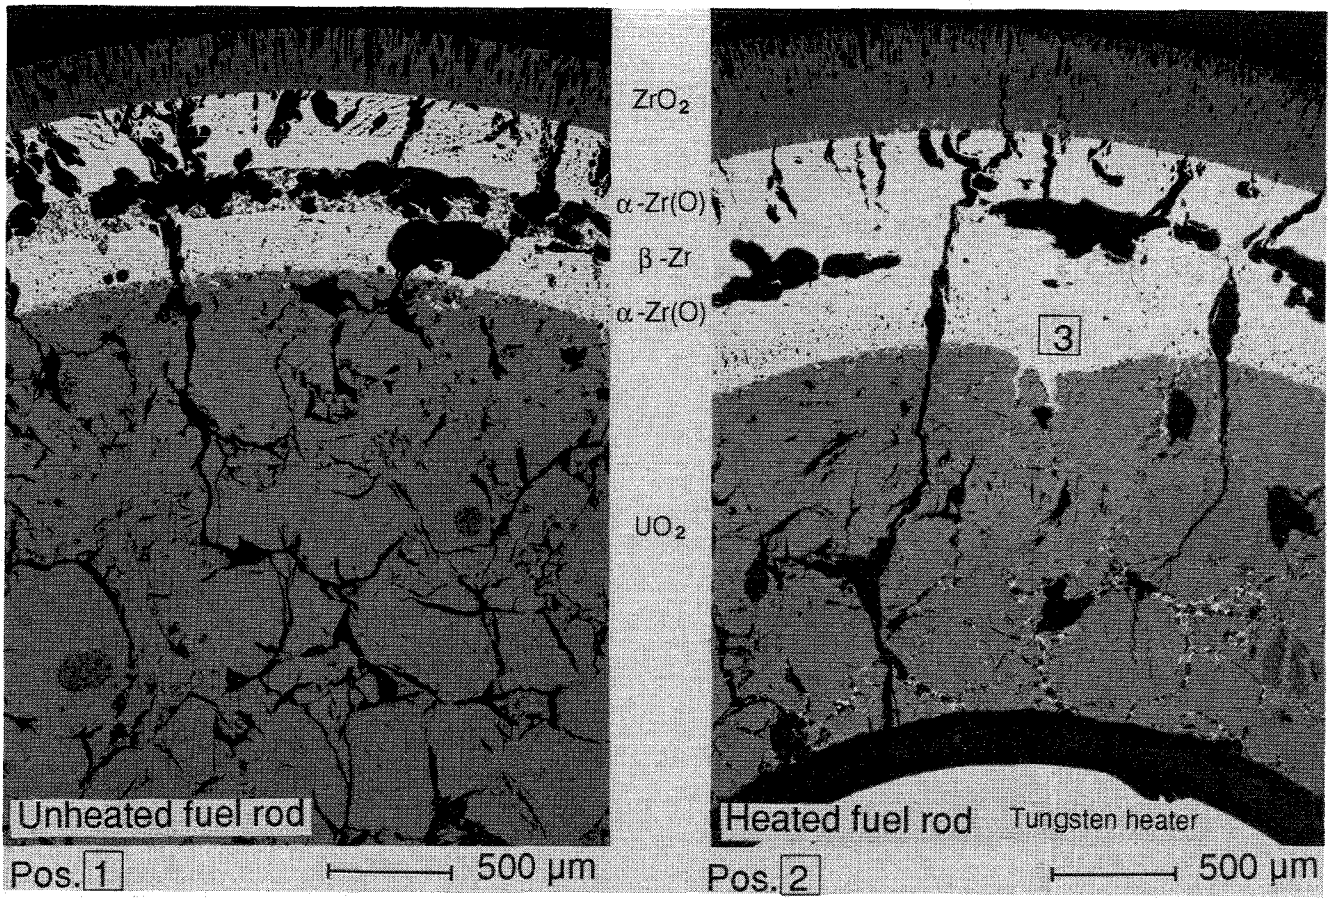 ZrO₂
α-Zr(O)
β-Zr
α-Zr(O)
3
UO₂
Unheated fuel rod
Heated fuel rod Tungsten heater
Pos. 1 500 μm
Pos. 2 500 μm